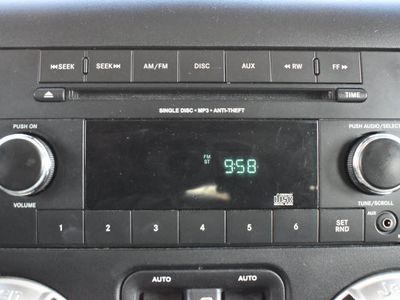 ⏮SEEK SEEK⏭ AM/FM DISC AUX ◀◀ RW FF ▶▶
TIME
SINGLE DISC • MP3 • ANTI-THEFT
PUSH ON PUSH AUDIO/SELECT
FM
ST 9:58
VOLUME TUNE/SCROLL
1 2 3 4 5 6 SET RND AUX
AUTO AUTO